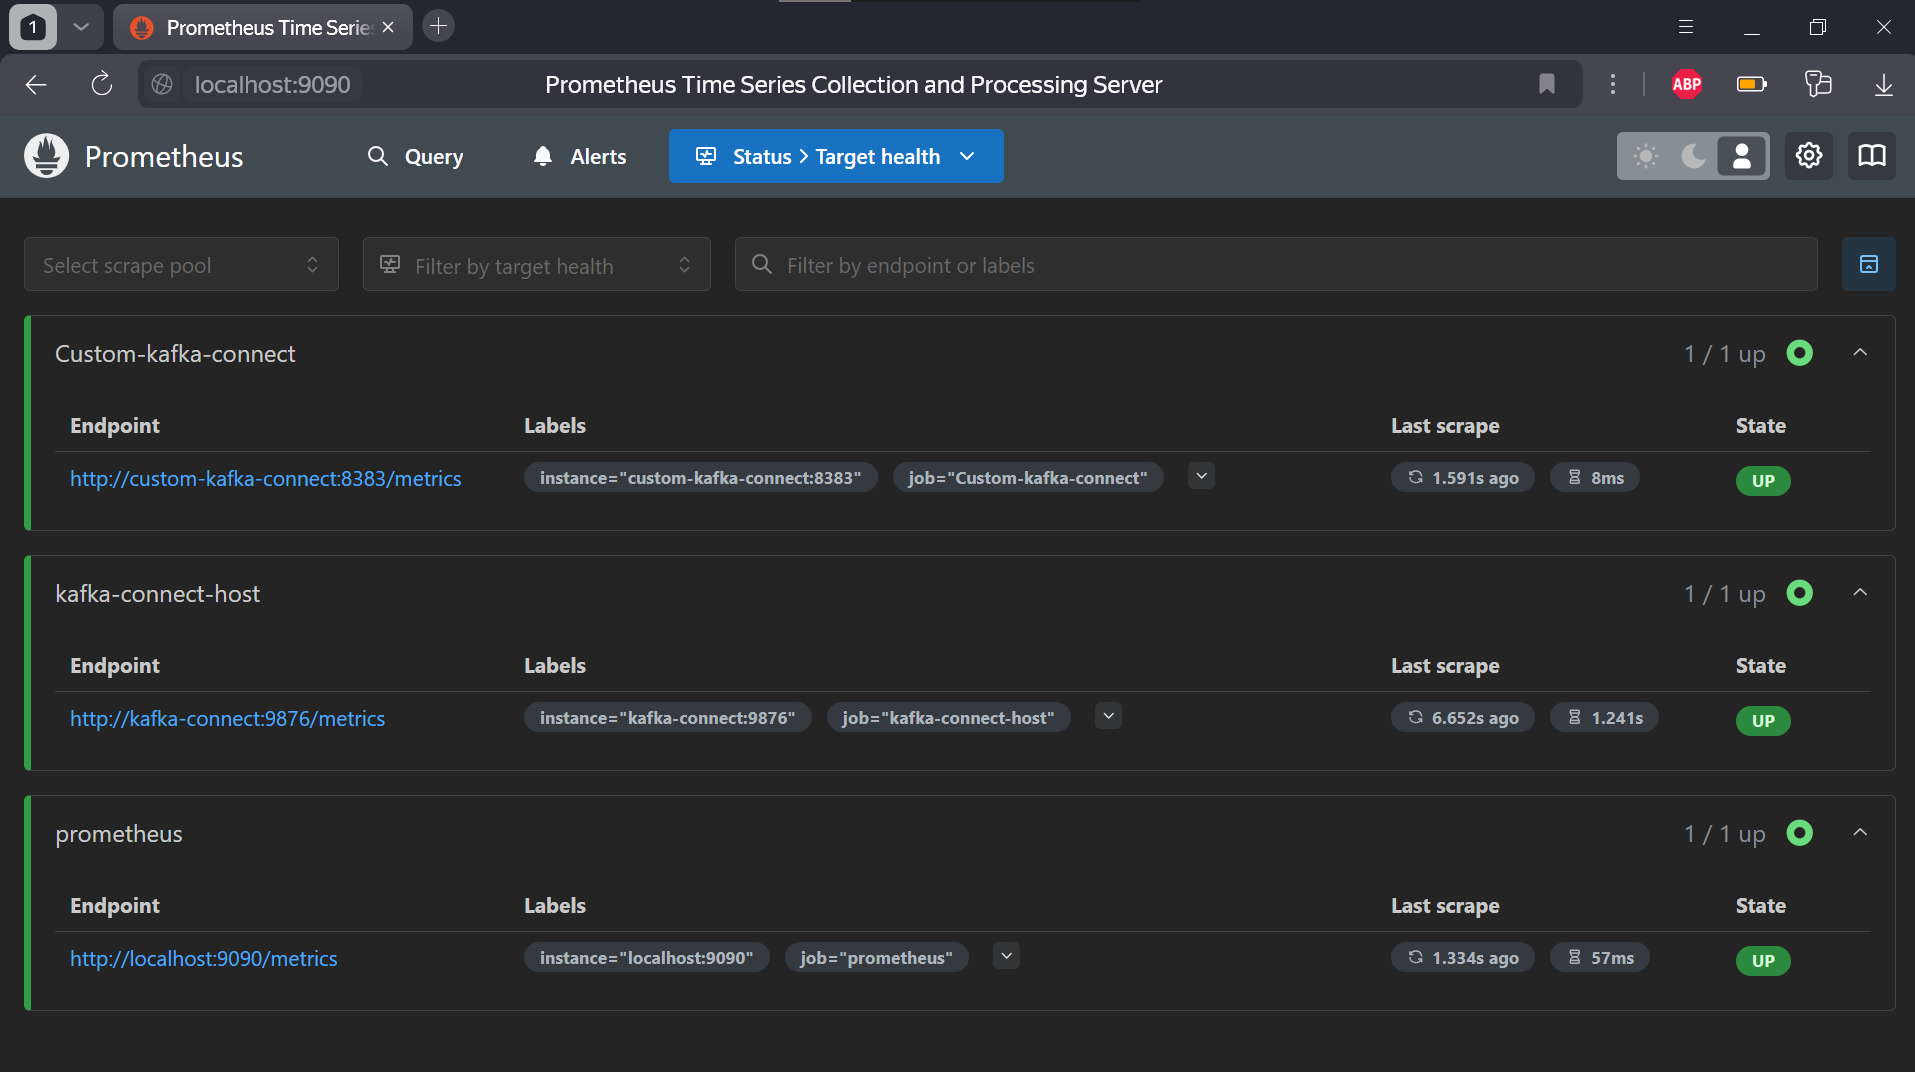 1
Prometheus Time Serie
localhost:9090
Prometheus Time Series Collection and Processing Server
ABP
Prometheus
Query
Alerts
Status > Target health
Select scrape pool
Filter by target health
Filter by endpoint or labels
Custom-kafka-connect
1 / 1 up
Endpoint Labels Last scrape State
http://custom-kafka-connect:8383/metrics instance="custom-kafka-connect:8383" job="Custom-kafka-connect" 1.591s ago 8ms UP
kafka-connect-host
1 / 1 up
Endpoint Labels Last scrape State
http://kafka-connect:9876/metrics instance="kafka-connect:9876" job="kafka-connect-host" 6.652s ago 1.241s UP
prometheus
1 / 1 up
Endpoint Labels Last scrape State
http://localhost:9090/metrics instance="localhost:9090" job="prometheus" 1.334s ago 57ms UP